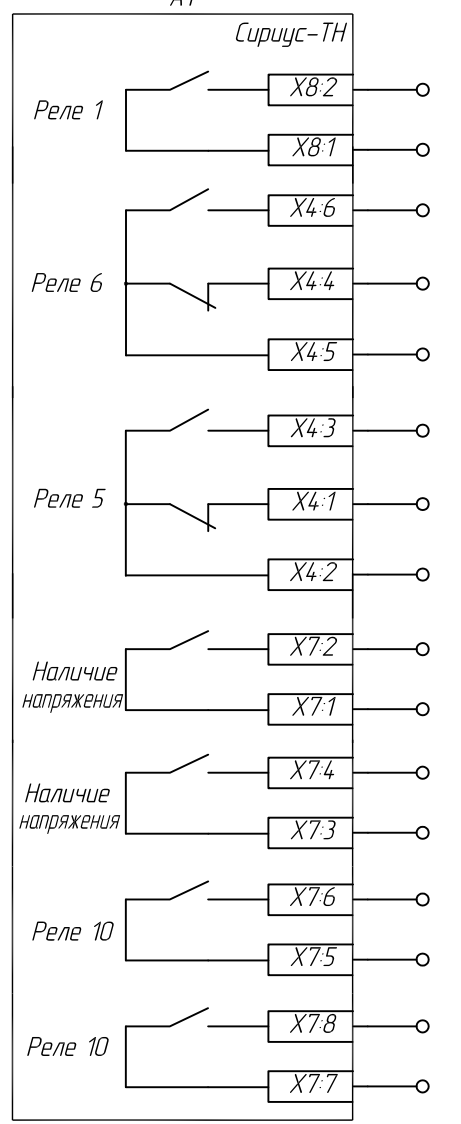 Сириус-ТН
X8:2
Реле 1
X8:1
X4:6
Реле 6
X4:4
X4:5
X4:3
Реле 5
X4:1
X4:2
X7:2
Наличие
напряжения
X7:1
X7:4
Наличие
напряжения
X7:3
X7:6
Реле 10
X7:5
X7:8
Реле 10
X7:7